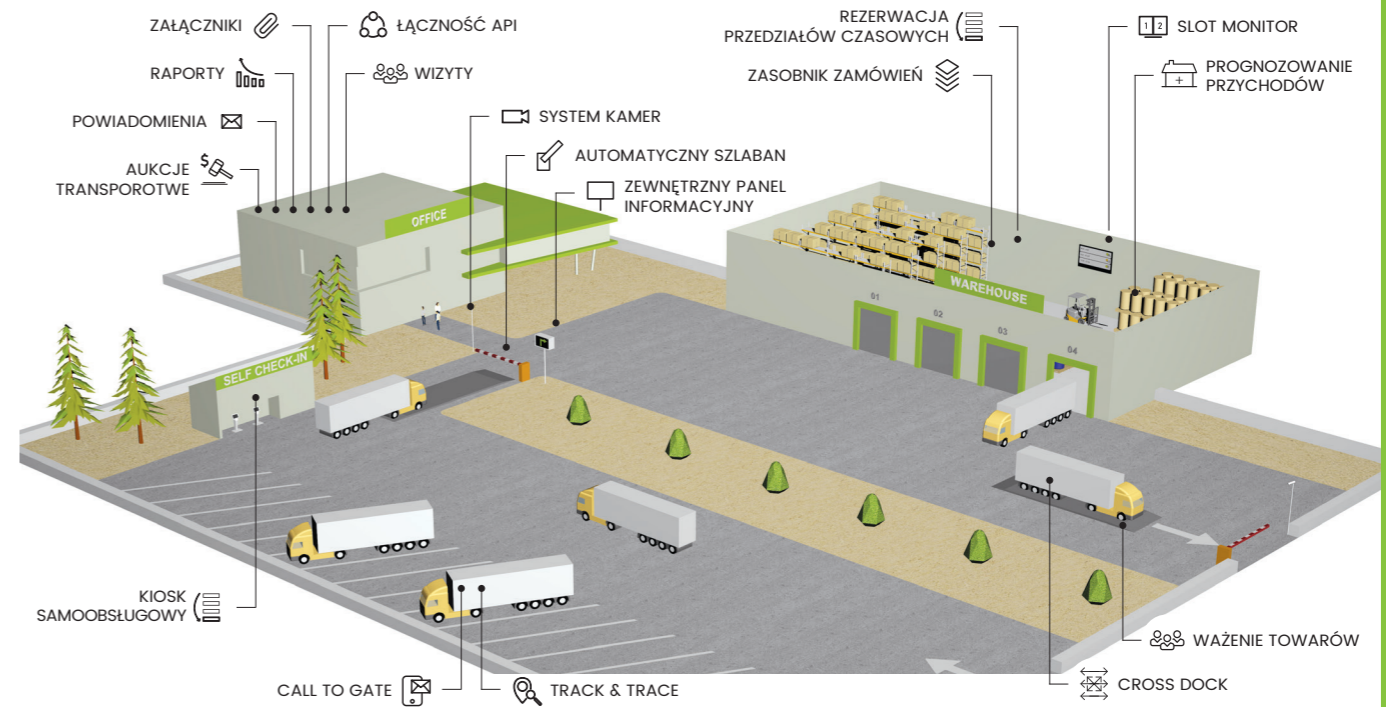 ZAŁĄCZNIKI
ŁĄCZNOŚĆ API
RAPORTY
WIZYTY
POWIADOMIENIA
AUKCJE
TRANSPOROTWE
$
SYSTEM KAMER
AUTOMATYCZNY SZLABAN
ZEWNĘTRZNY PANEL
INFORMACYJNY
REZERWACJA
PRZEDZIAŁÓW CZASOWYCH
ZASOBNIK ZAMÓWIEŃ
1 2
SLOT MONITOR
PROGNOZOWANIE
PRZYCHODÓW
OFFICE
WAREHOUSE
01
02
03
04
SELF CHECK-IN
KIOSK
SAMOOBSŁUGOWY
CALL TO GATE
TRACK & TRACE
WAŻENIE TOWARÓW
CROSS DOCK